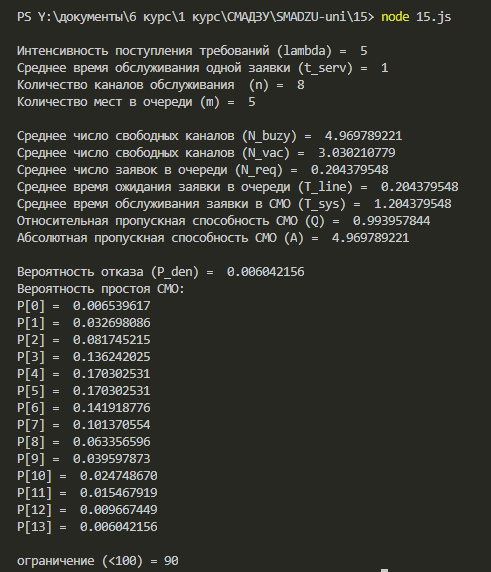 PS Y:\документы\6 курс\1 курс\СМАДЗУ\SMADZU-uni\15> node 15.js
Интенсивность поступления требований (lambda) =  5
Среднее время обслуживания одной заявки (t_serv) =  1
Количество каналов обслуживания  (n) =  8
Количество мест в очереди (m) =  5
Среднее число свободных каналов (N_buzy) =  4.969789221
Среднее число свободных каналов (N_vac) =  3.030210779
Среднее число заявок в очереди (N_req) =  0.204379548
Среднее время ожидания заявки в очереди (T_line) =  0.204379548
Среднее время обслуживания заявки в СМО (T_sys) =  1.204379548
Относительная пропускная способность СМО (Q) =  0.993957844
Абсолютная пропускная способность СМО (A) =  4.969789221
Вероятность отказа (P_den) =  0.006042156
Вероятность простоя СМО:
P[0] =  0.006539617
P[1] =  0.032698086
P[2] =  0.081745215
P[3] =  0.136242025
P[4] =  0.170302531
P[5] =  0.170302531
P[6] =  0.141918776
P[7] =  0.101370554
P[8] =  0.063356596
P[9] =  0.039597873
P[10] =  0.024748670
P[11] =  0.015467919
P[12] =  0.009667449
P[13] =  0.006042156
ограничение (<100) = 90